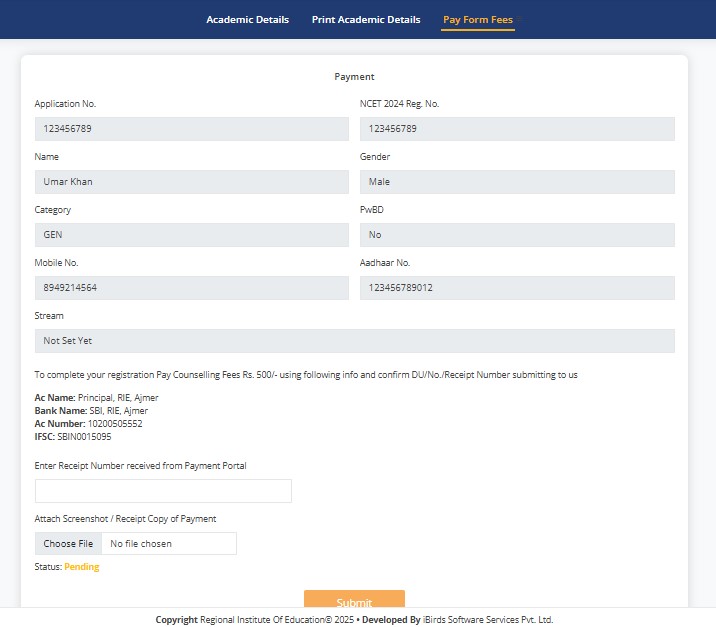 Academic Details Print Academic Details Pay Form Fees
Payment
Application No. NCET 2024 Reg. No.
123456789 123456789
Name Gender
Umar Khan Male
Category PwBD
GEN No
Mobile No. Aadhaar No.
8949214564 123456789012
Stream
Not Set Yet
To complete your registration Pay Counselling Fees Rs. 500/- using following info and confirm DU/No./Receipt Number submitting to us
Ac Name: Principal, RIE, Ajmer
Bank Name: SBI, RIE, Ajmer
Ac Number: 10200505552
IFSC: SBIN0015095
Enter Receipt Number received from Payment Portal
Attach Screenshot / Receipt Copy of Payment
Choose File No file chosen
Status: Pending
Submit
Copyright Regional Institute Of Education© 2025 • Developed By iBirds Software Services Pvt. Ltd.